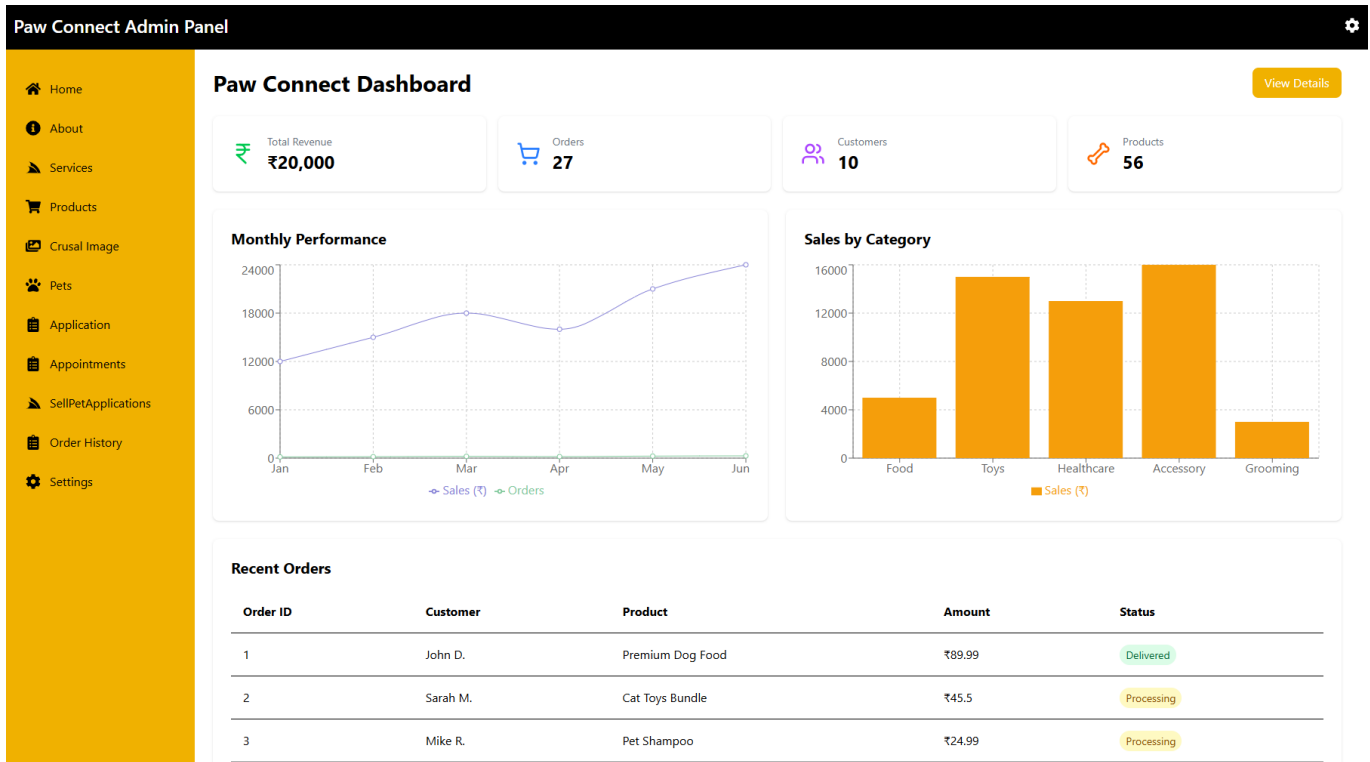 Paw Connect Admin Panel
Home
About
Services
Products
Crusal Image
Pets
Application
Appointments
SellPetApplications
Order History
Settings
Paw Connect Dashboard
View Details
Total Revenue
₹20,000
Orders
27
Customers
10
Products
56
Monthly Performance
24000
18000
12000
6000
0
Jan Feb Mar Apr May Jun
Sales (₹) Orders
Sales by Category
16000
12000
8000
4000
0
Food Toys Healthcare Accessory Grooming
Sales (₹)
Recent Orders
Order ID Customer Product Amount Status
1 John D. Premium Dog Food ₹89.99 Delivered
2 Sarah M. Cat Toys Bundle ₹45.5 Processing
3 Mike R. Pet Shampoo ₹24.99 Processing